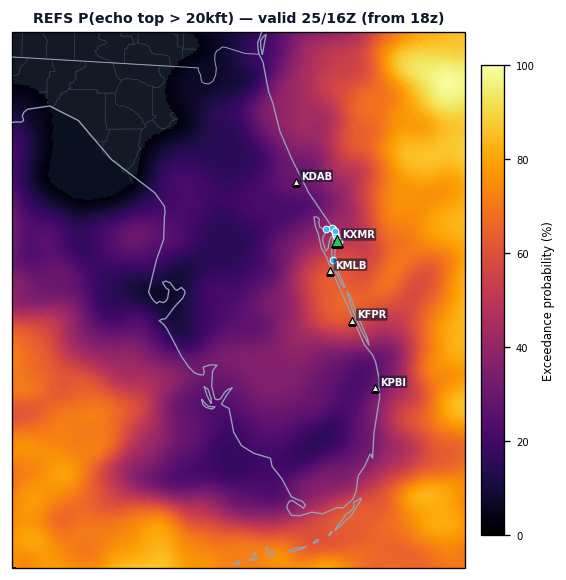 REFS P(echo top > 20kft) — valid 25/16Z (from 18z)
KDAB
KXMR
KMLB
KFPR
KPBI
100
80
60
40
20
0
Exceedance probability (%)